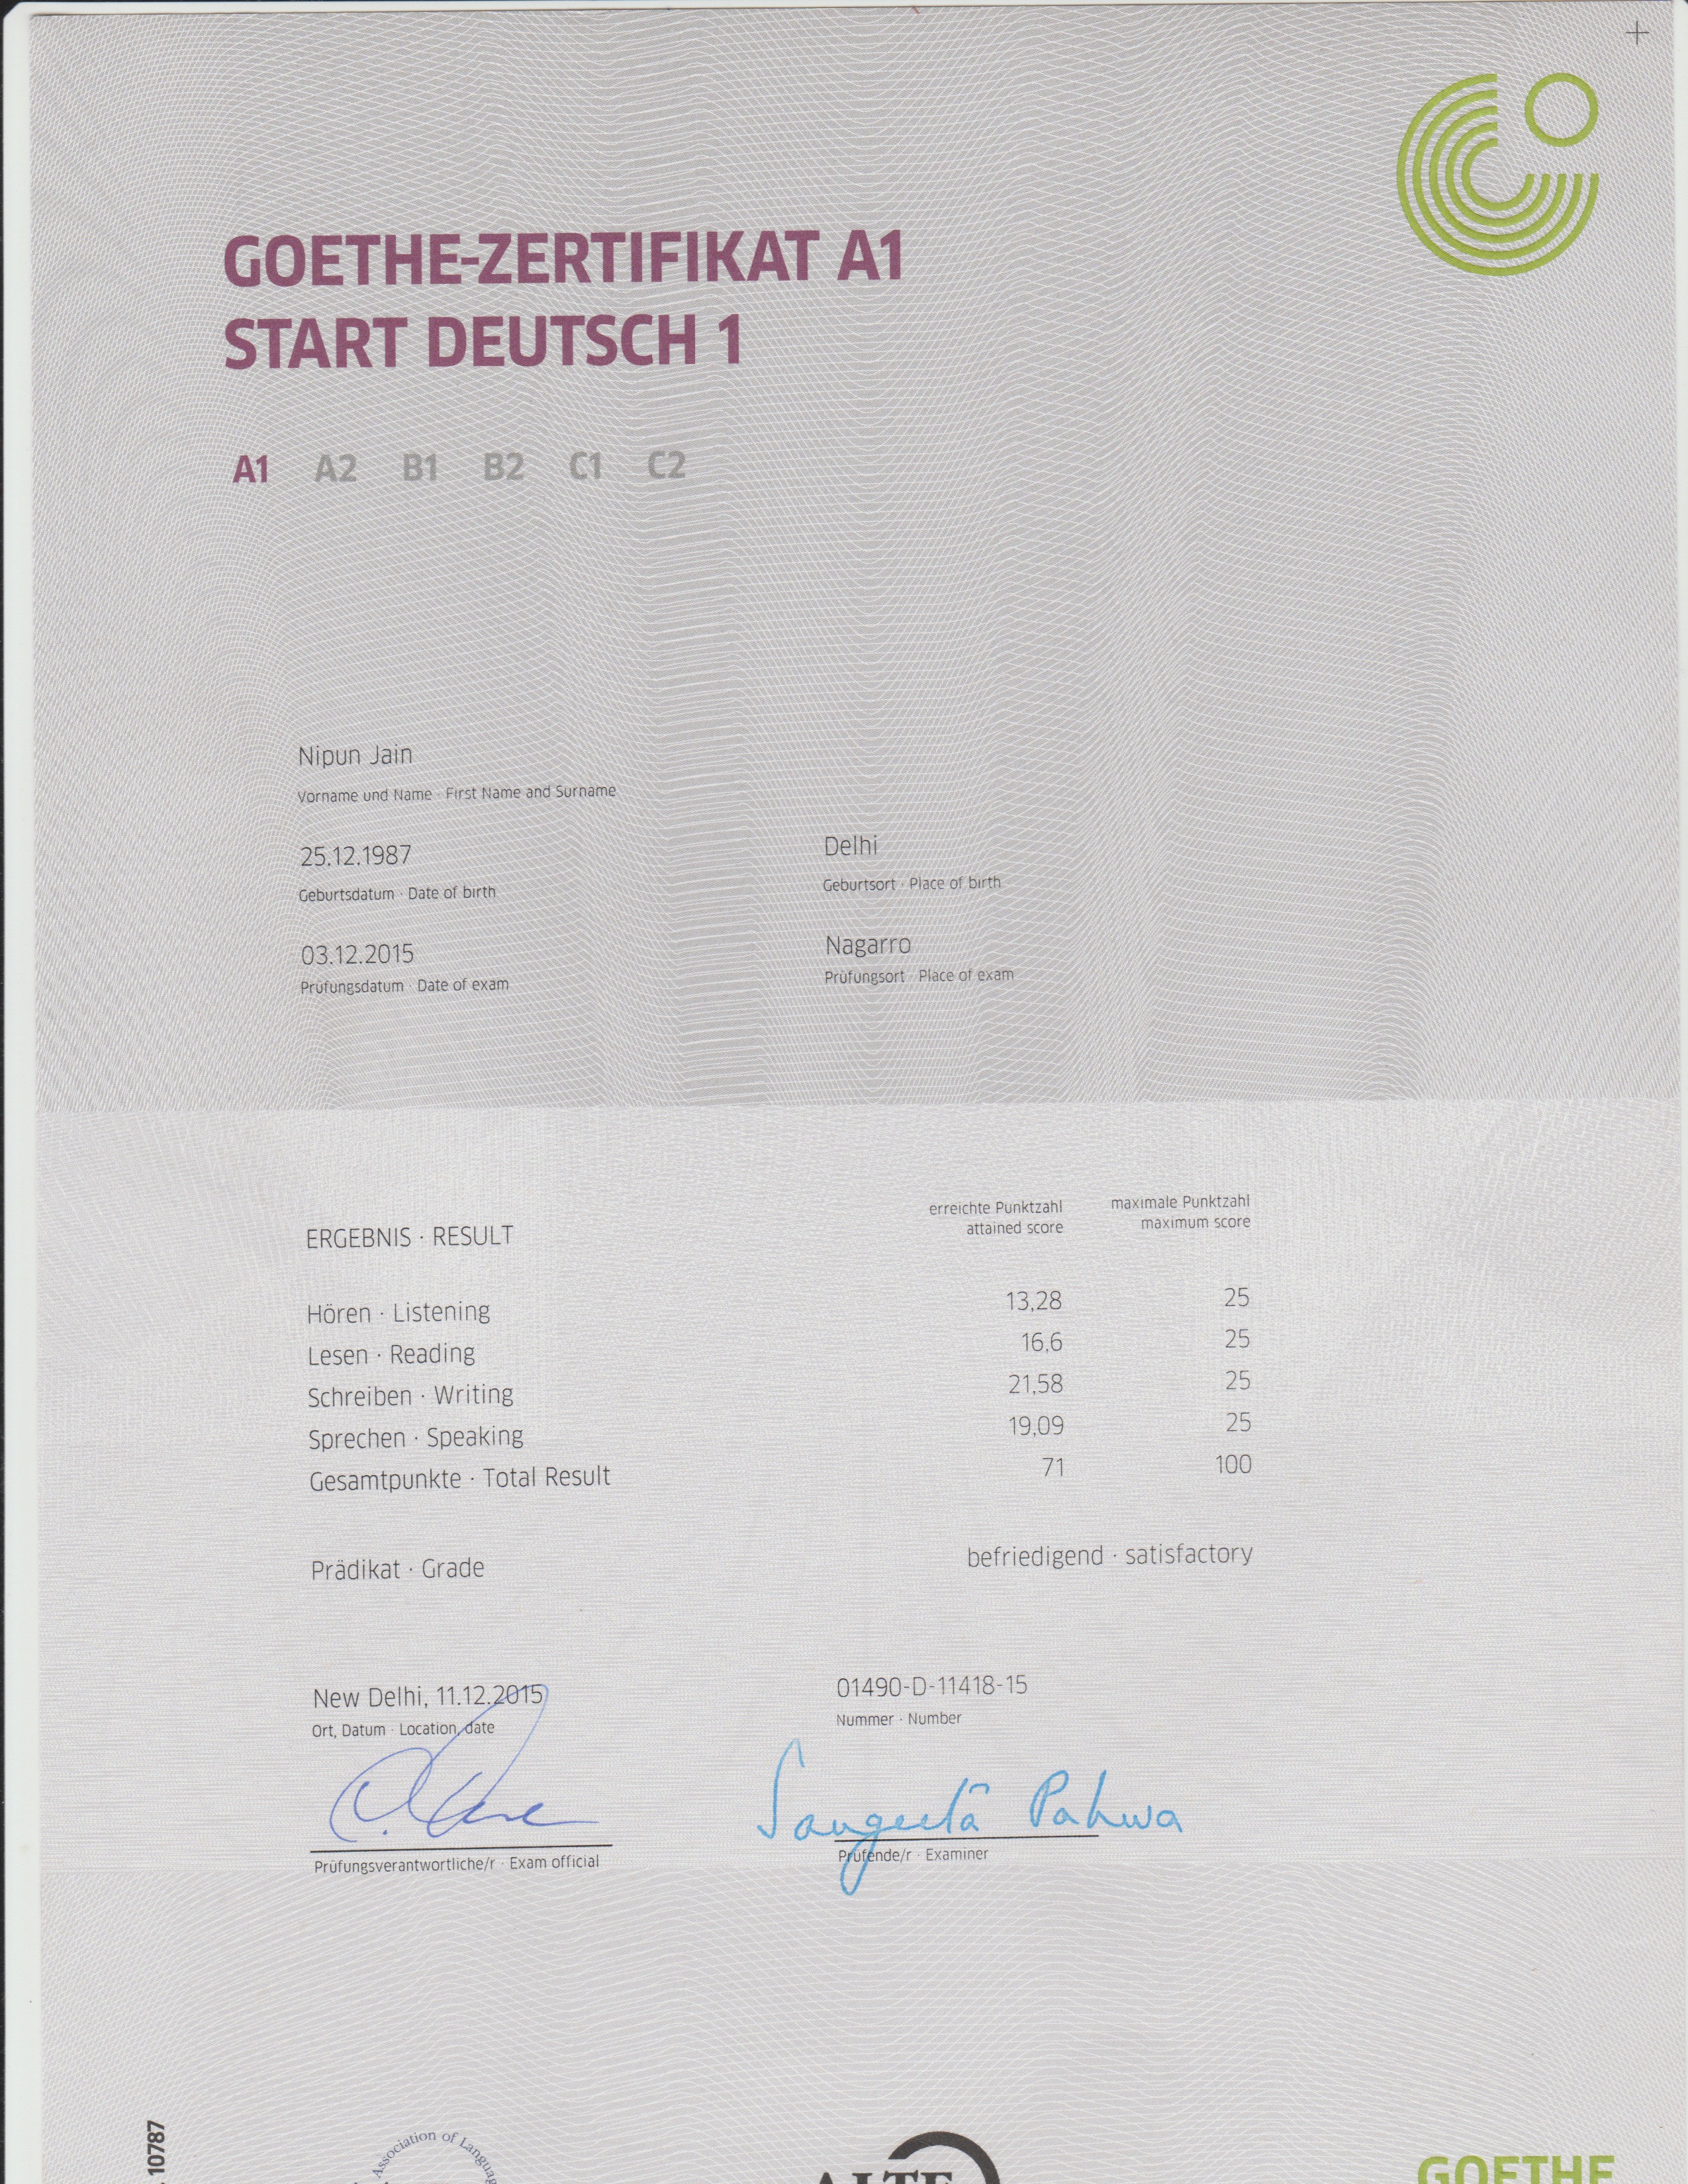 GOETHE-ZERTIFIKAT A1
START DEUTSCH 1
A1 A2 B1 B2 C1 C2
Nipun Jain
Vorname und Name · First Name and Surname
25.12.1987 Delhi
Geburtsdatum · Date of birth Geburtsort · Place of birth
03.12.2015 Nagarro
Prüfungsdatum · Date of exam Prüfungsort · Place of exam
erreichte Punktzahl maximale Punktzahl
ERGEBNIS · RESULT attained score maximum score
Hören · Listening 13,28 25
Lesen · Reading 16,6 25
Schreiben · Writing 21,58 25
Sprechen · Speaking 19,09 25
Gesamtpunkte · Total Result 71 100
Prädikat · Grade befriedigend · satisfactory
New Delhi, 11.12.2015 01490-D-11418-15
Ort, Datum · Location, date Nummer · Number
Sangeeta Pahwa
Prüfungsverantwortliche/r · Exam official Prüfende/r · Examiner
10787
Association of Languag
ALTE
GOETHE